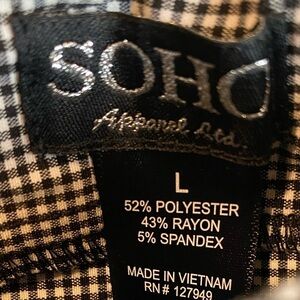 SOHO
Apparel Ltd.
L
52% POLYESTER
43% RAYON
5% SPANDEX
MADE IN VIETNAM
RN# 127949